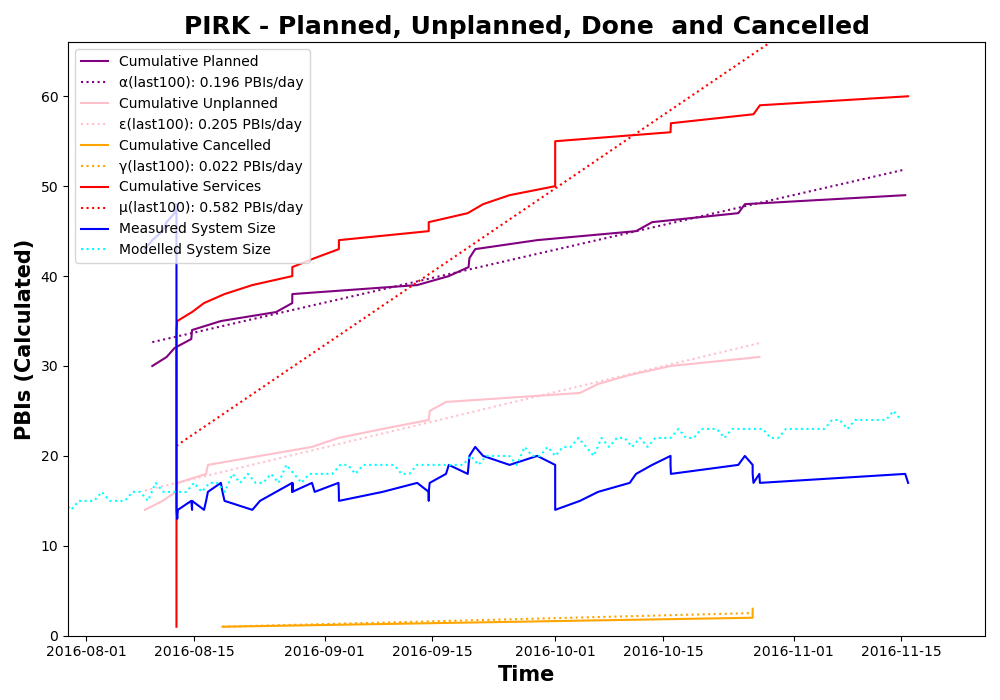 PIRK - Planned, Unplanned, Done  and Cancelled
Cumulative Planned
α(last100): 0.196 PBIs/day
Cumulative Unplanned
ε(last100): 0.205 PBIs/day
Cumulative Cancelled
γ(last100): 0.022 PBIs/day
Cumulative Services
μ(last100): 0.582 PBIs/day
Measured System Size
Modelled System Size
PBIs (Calculated)
60
50
40
30
20
10
0
2016-08-01
2016-08-15
2016-09-01
2016-09-15
2016-10-01
2016-10-15
2016-11-01
2016-11-15
Time